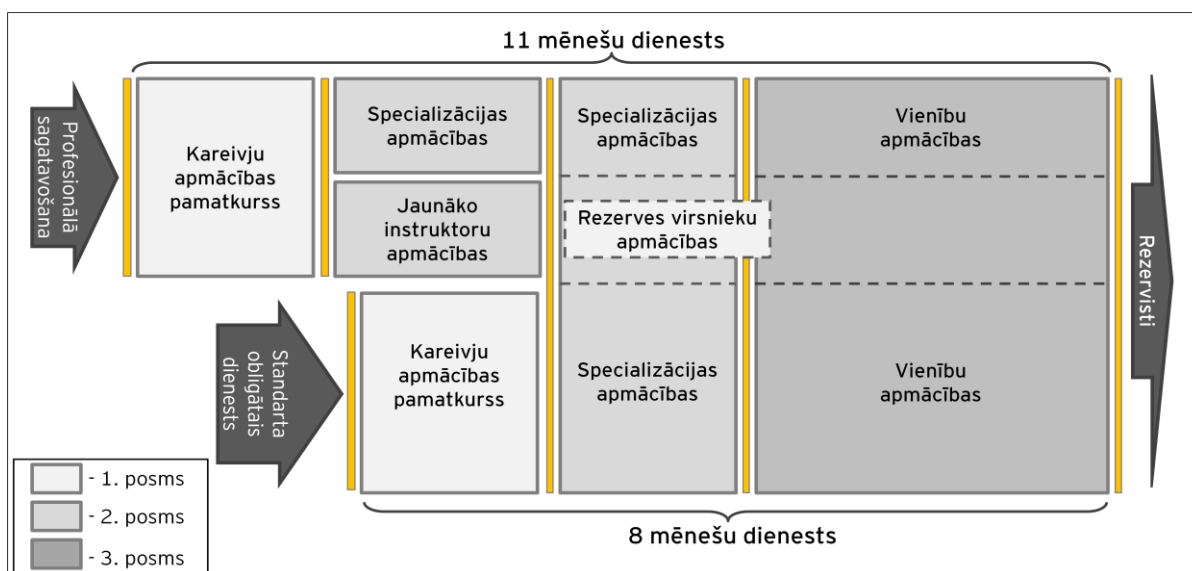 11 mēnešu dienests
Profesionālā
sagatavošana
Kareivju
apmācības
pamatkurss
Specializācijas
apmācības
Jaunāko
instruktoru
apmācības
Specializācijas
apmācības
Rezerves virsnieku
apmācības
Vienību
apmācības
Standarta
obligātais
dienests
Kareivju
apmācības
pamatkurss
Specializācijas
apmācības
Vienību
apmācības
Rezervisti
8 mēnešu dienests
- 1. posms
- 2. posms
- 3. posms